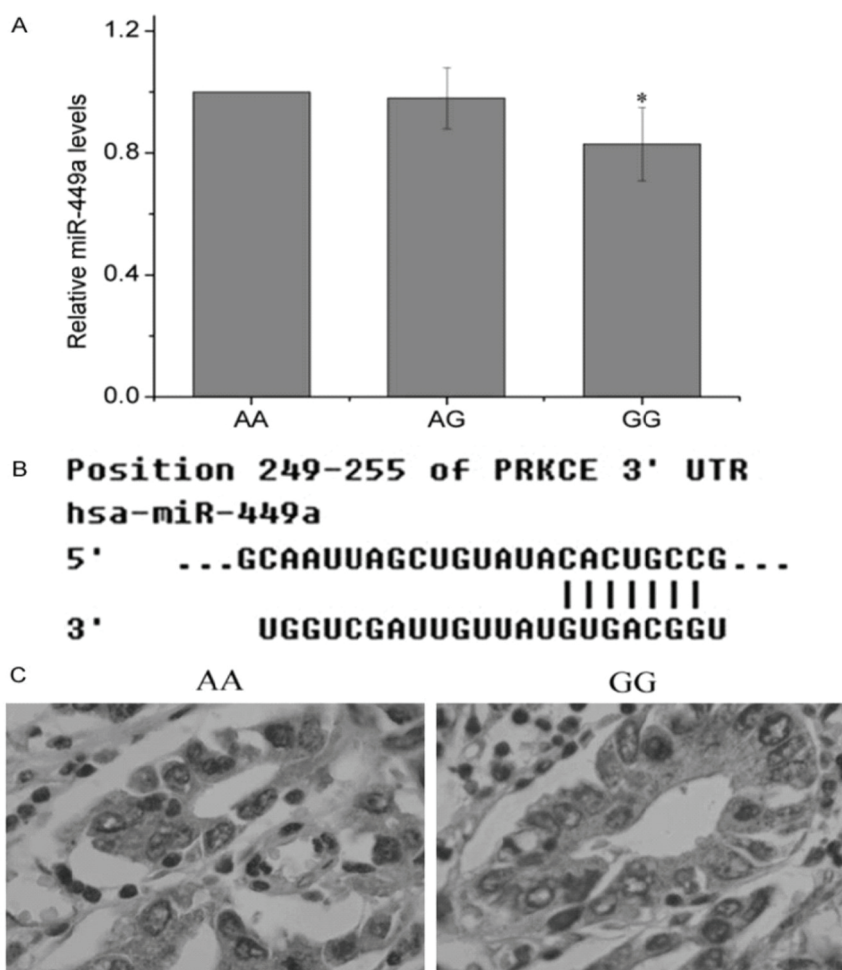 A
Relative miR-449a levels
1.2
0.8
0.4
0.0
*
AA AG GG
B
Position 249-255 of PRKCE 3' UTR
hsa-miR-449a
5' ...GCAAUUAGCUGUAUACACUGCCG...
3' UGGUCGAUUGUUAUGUGACGGU
C
AA GG